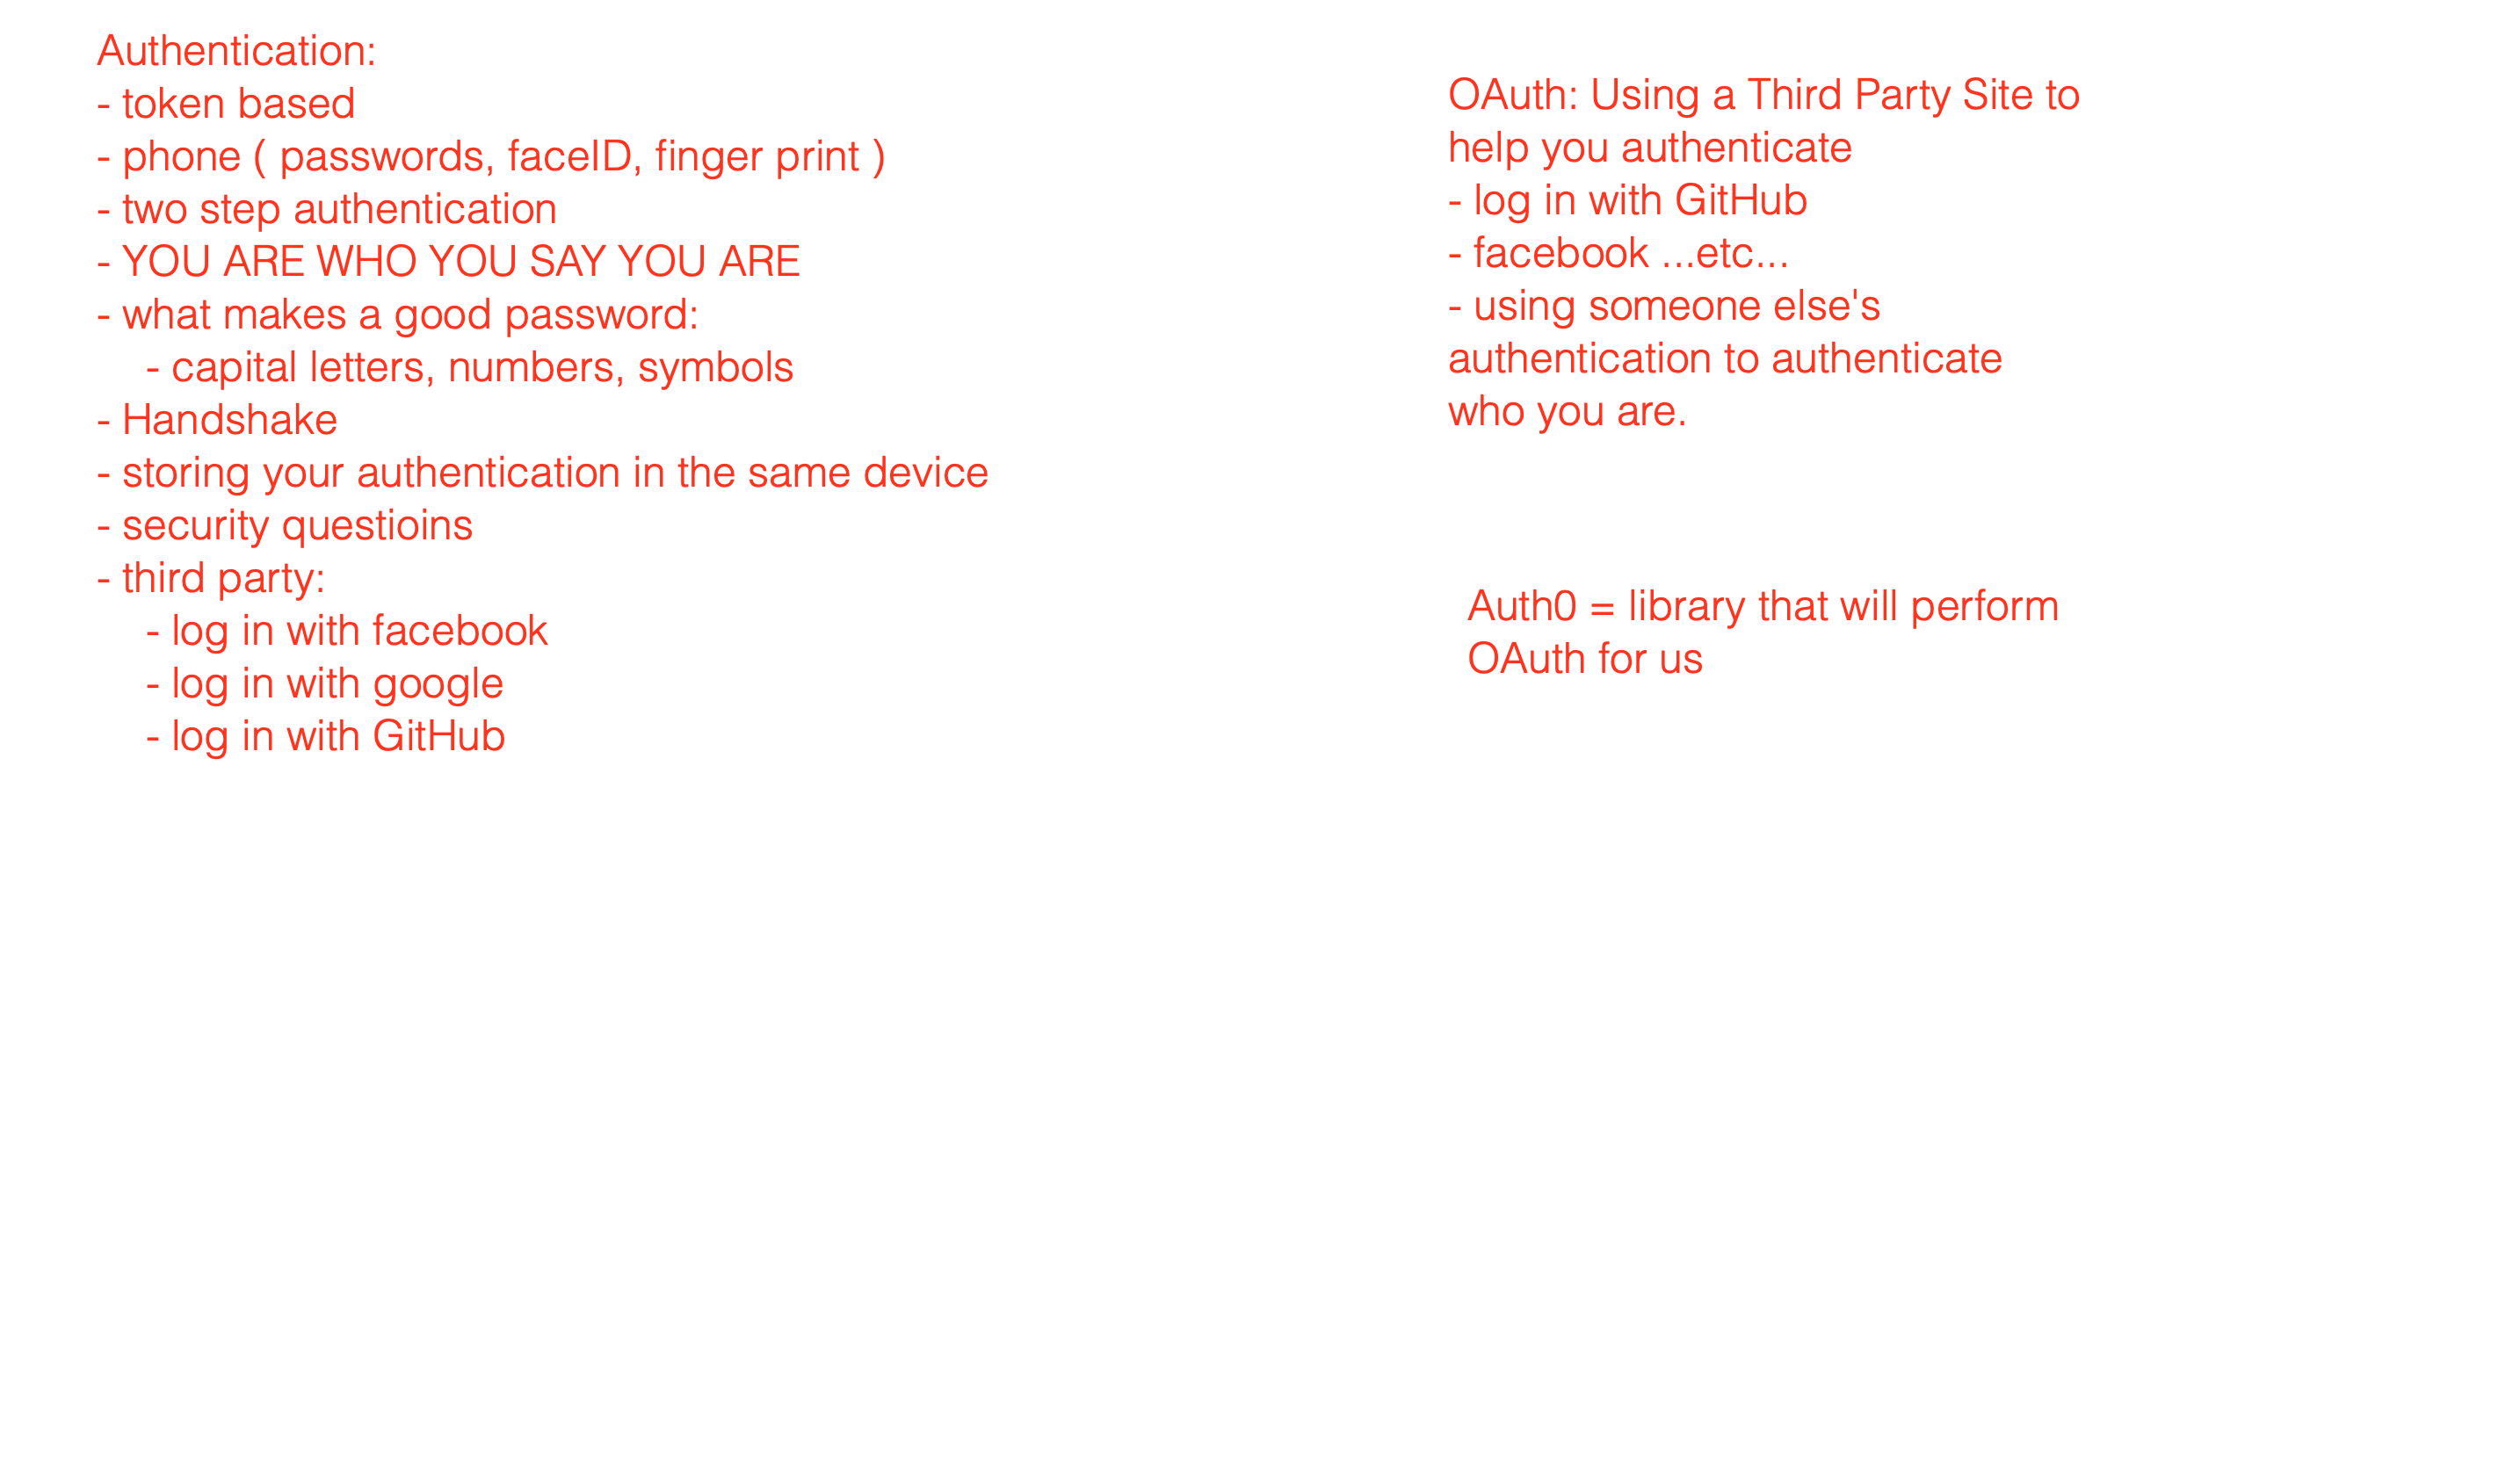 Authentication:
- token based
- phone ( passwords, faceID, finger print )
- two step authentication
- YOU ARE WHO YOU SAY YOU ARE
- what makes a good password:
    - capital letters, numbers, symbols
- Handshake
- storing your authentication in the same device
- security questioins
- third party:
    - log in with facebook
    - log in with google
    - log in with GitHub
OAuth: Using a Third Party Site to
help you authenticate
- log in with GitHub
- facebook ...etc...
- using someone else's
authentication to authenticate
who you are.
Auth0 = library that will perform
OAuth for us